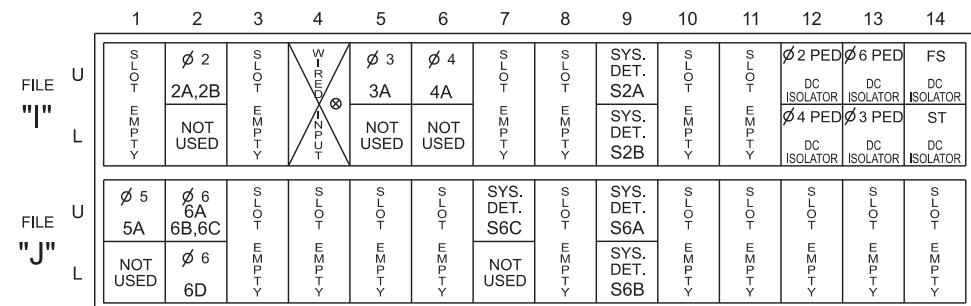 1 2 3 4 5 6 7 8 9 10 11 12 13 14
FILE "I"
U
L
SLOT EMPTY
Ø 2
2A,2B
NOT USED
SLOT EMPTY
WIRED INPUT
⊗
Ø 3
3A
NOT USED
Ø 4
4A
NOT USED
SLOT EMPTY
SLOT EMPTY
SYS. DET. S2A
SYS. DET. S2B
SLOT EMPTY
SLOT EMPTY
Ø 2 PED
DC ISOLATOR
Ø 4 PED
DC ISOLATOR
Ø 6 PED
DC ISOLATOR
Ø 3 PED
DC ISOLATOR
FS
DC ISOLATOR
ST
DC ISOLATOR
FILE "J"
U
L
Ø 5
5A
NOT USED
Ø 6
6A
6B,6C
Ø 6
6D
SLOT EMPTY
SLOT EMPTY
SLOT EMPTY
SLOT EMPTY
SYS. DET. S6C
NOT USED
SLOT EMPTY
SYS. DET. S6A
SYS. DET. S6B
SLOT EMPTY
SLOT EMPTY
SLOT EMPTY
SLOT EMPTY
SLOT EMPTY